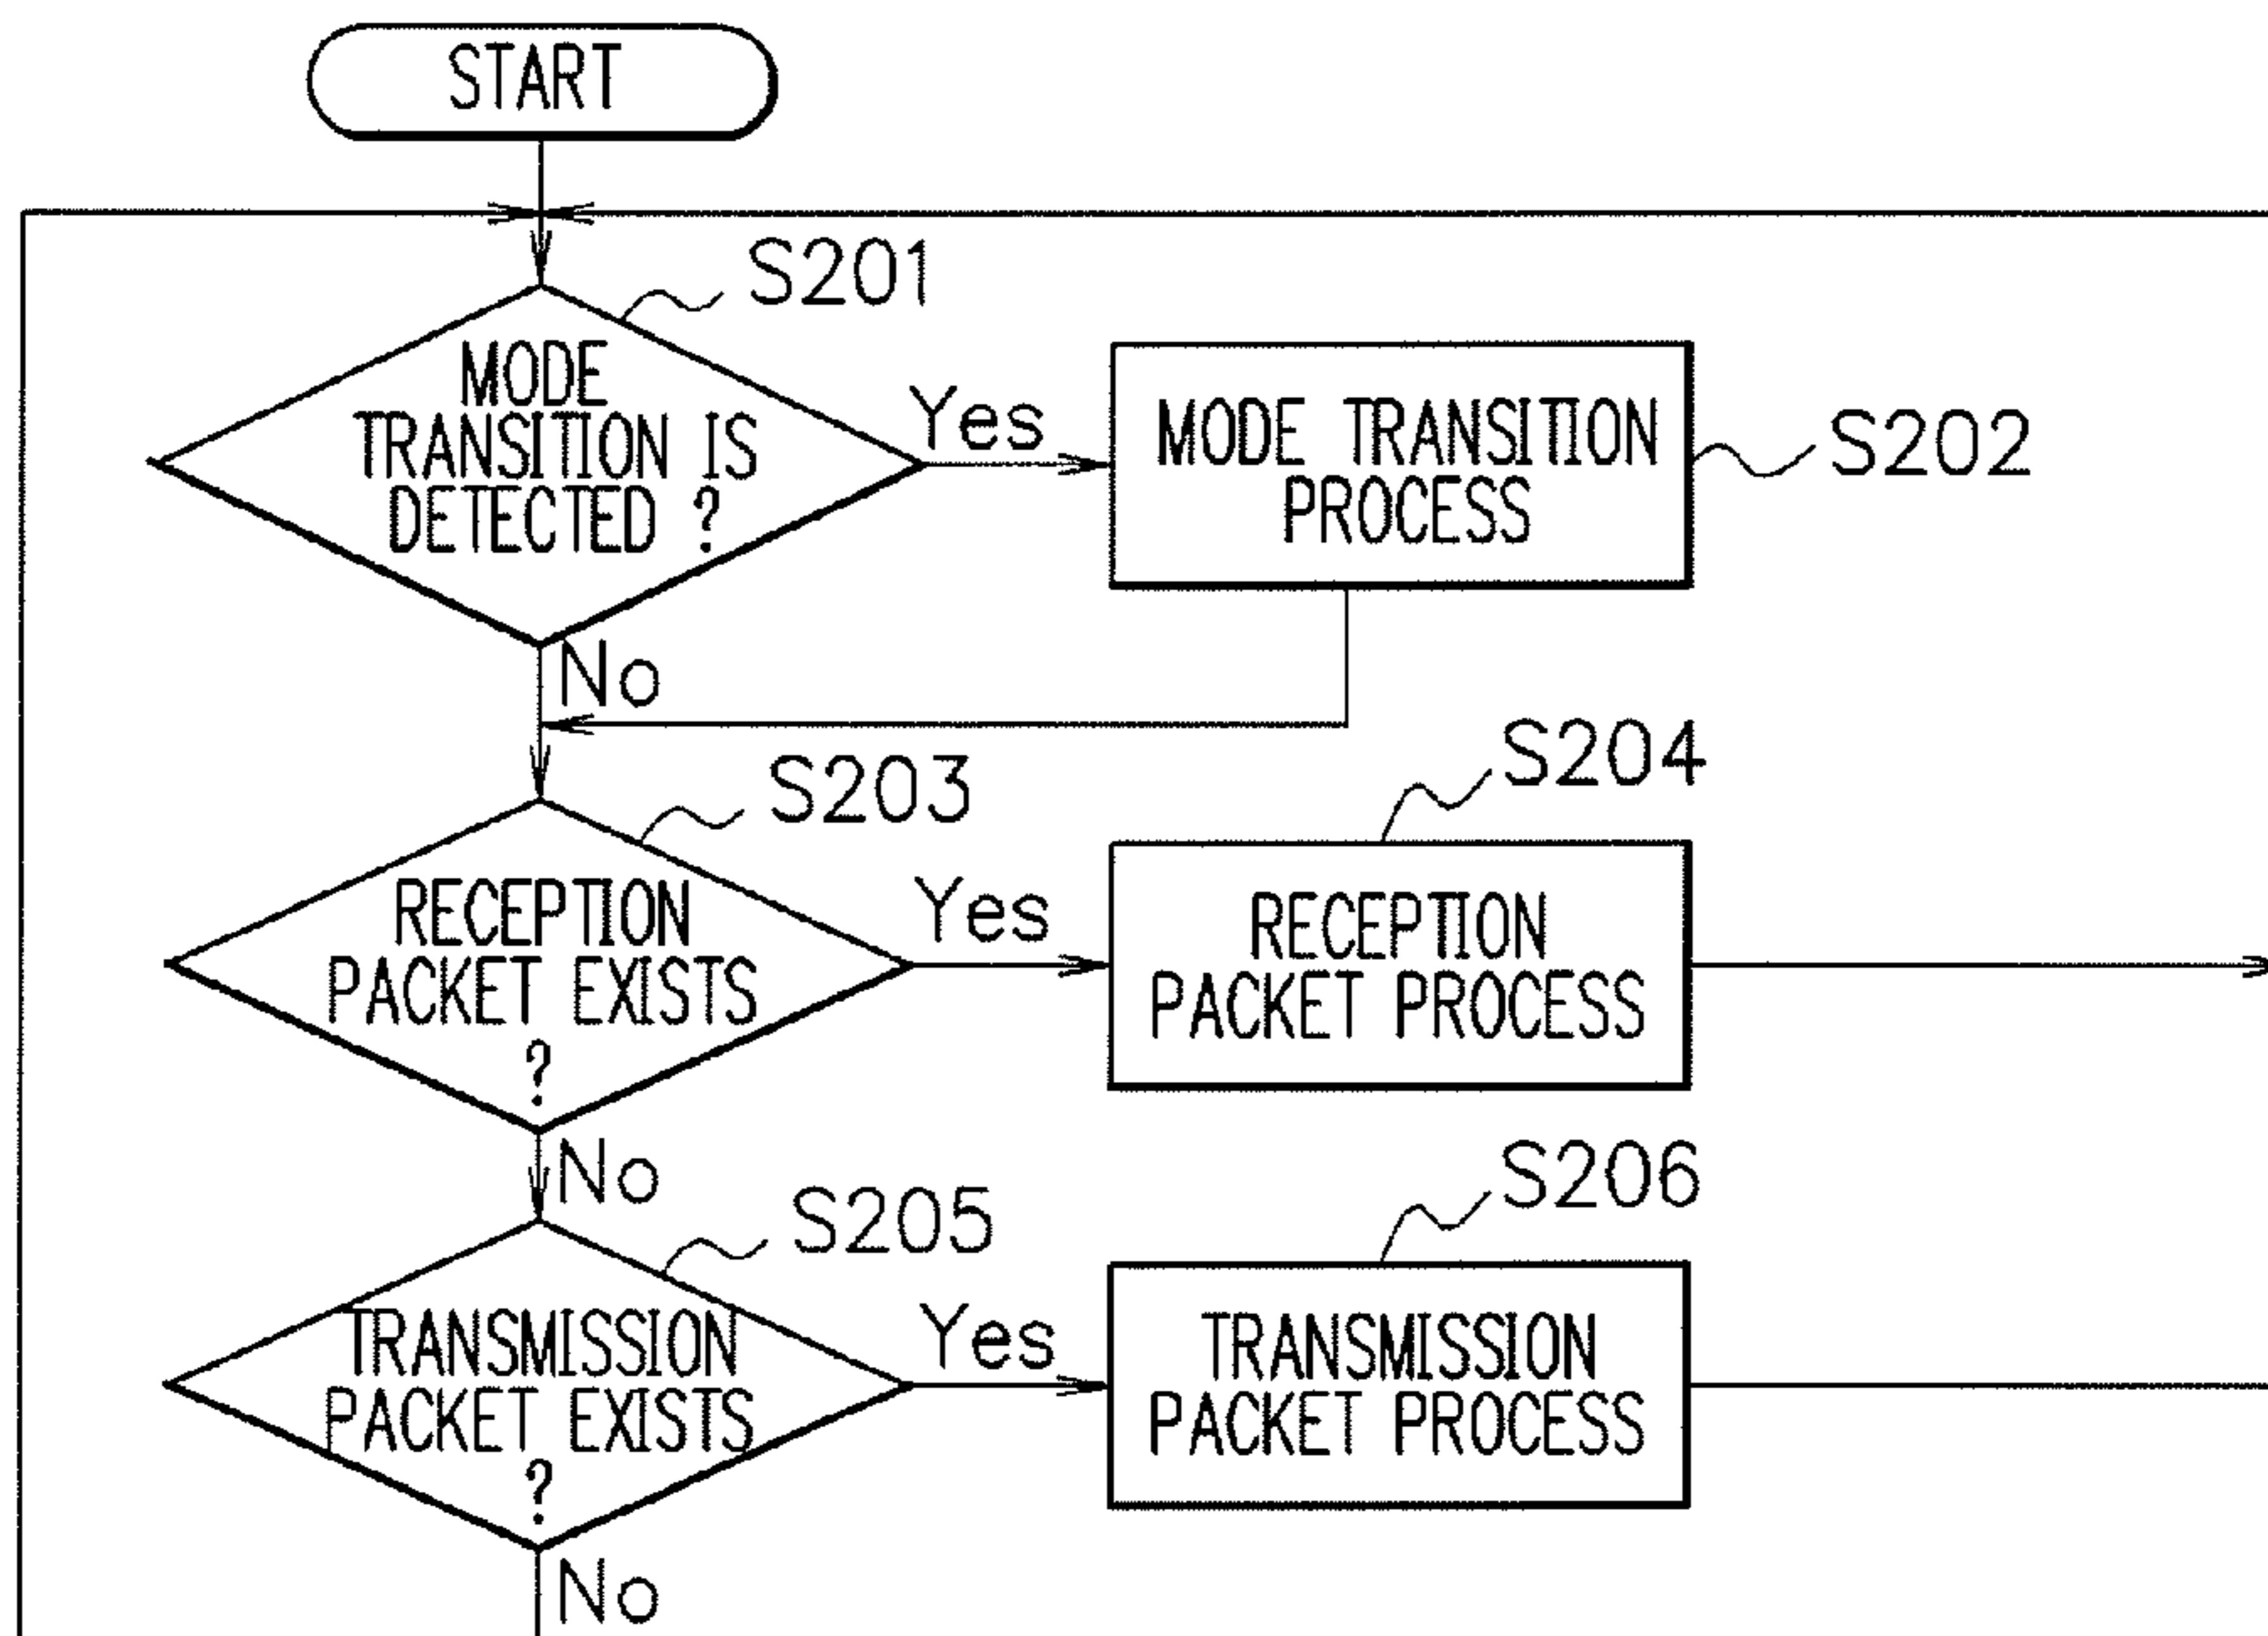 START
S201
MODE
TRANSITION IS
DETECTED ?
Yes
MODE TRANSITION
PROCESS
S202
No
S203
RECEPTION
PACKET EXISTS
?
Yes
S204
RECEPTION
PACKET PROCESS
No
S205
TRANSMISSION
PACKET EXISTS
?
Yes
S206
TRANSMISSION
PACKET PROCESS
No